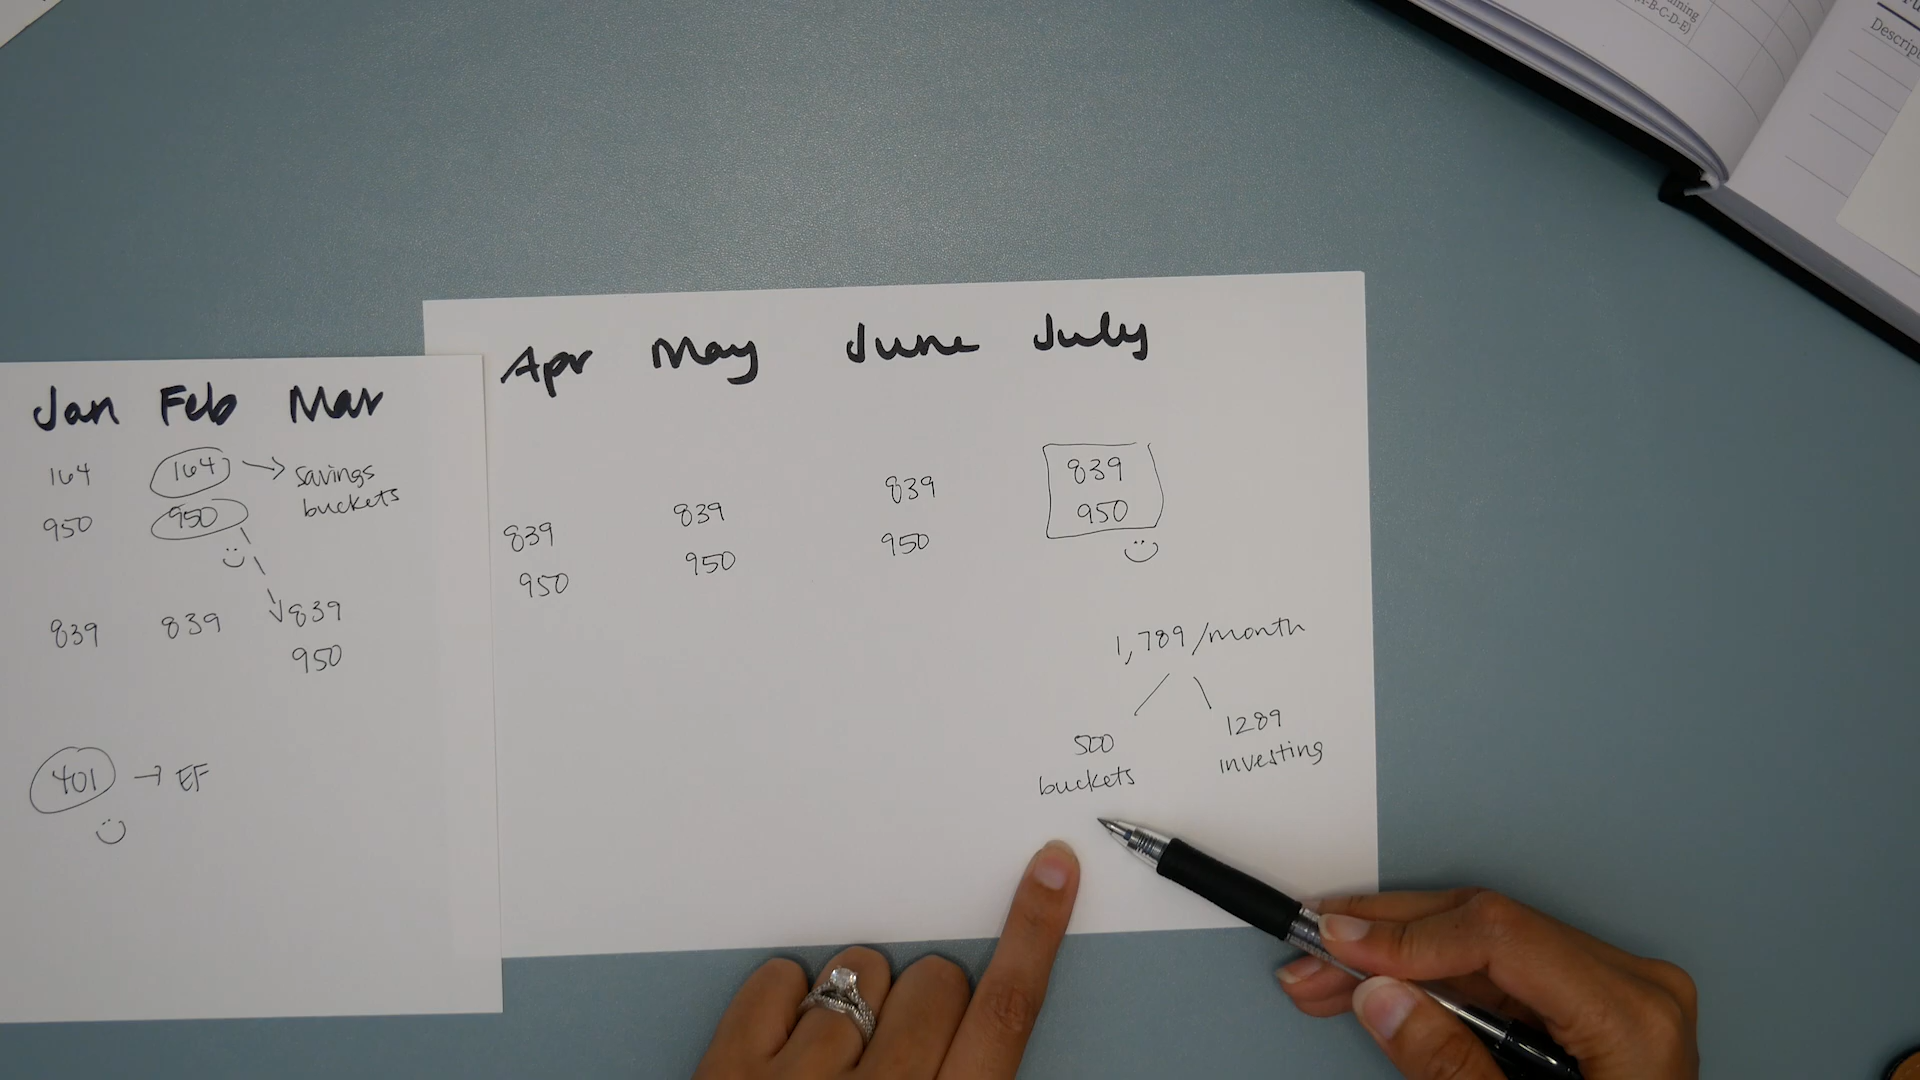 Jan Feb Mar
164 164 → savings
buckets
950 950
839 839 839
950
401 → EF
Apr May June July
839 839 839 839
950 950 950 950
1,789/month
500
buckets
1289
investing
A-B-C-D-E)
Descrip